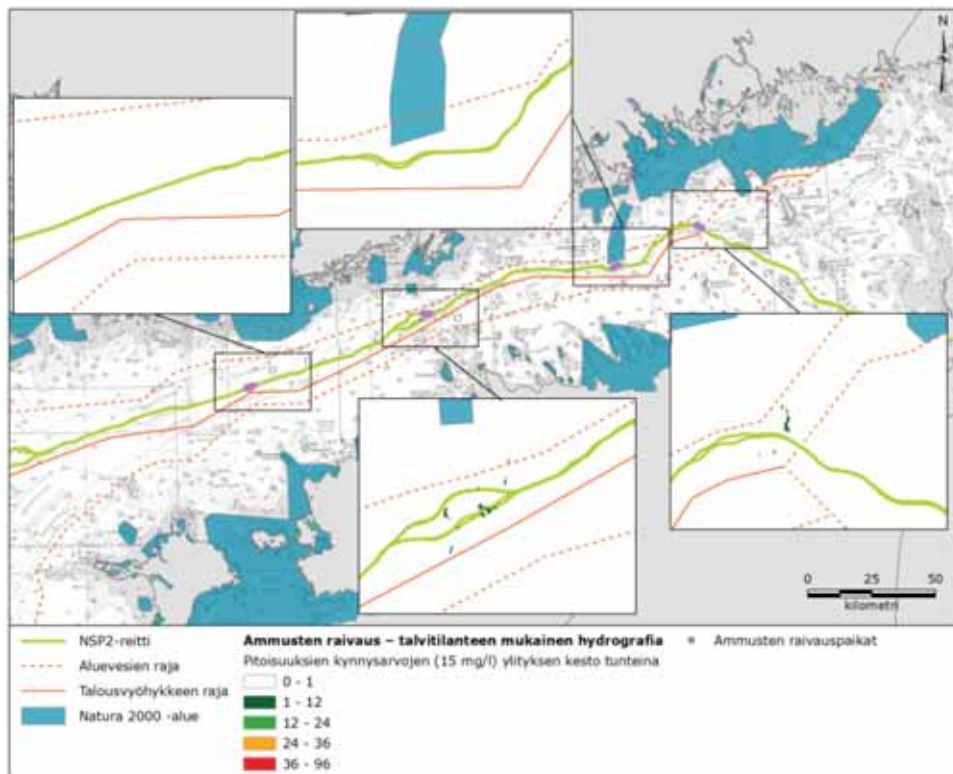 N
0 25 50
kilometri
NSP2-reitti
Aluevesien raja
Talousvyöhykkeen raja
Natura 2000 -alue
Ammusten raivaus – talvitilanteen mukainen hydrografia
Pitoisuuksien kynnysarvojen (15 mg/l) ylityksen kesto tunteina
0 - 1
1 - 12
12 - 24
24 - 36
36 - 96
Ammusten raivauspaikat